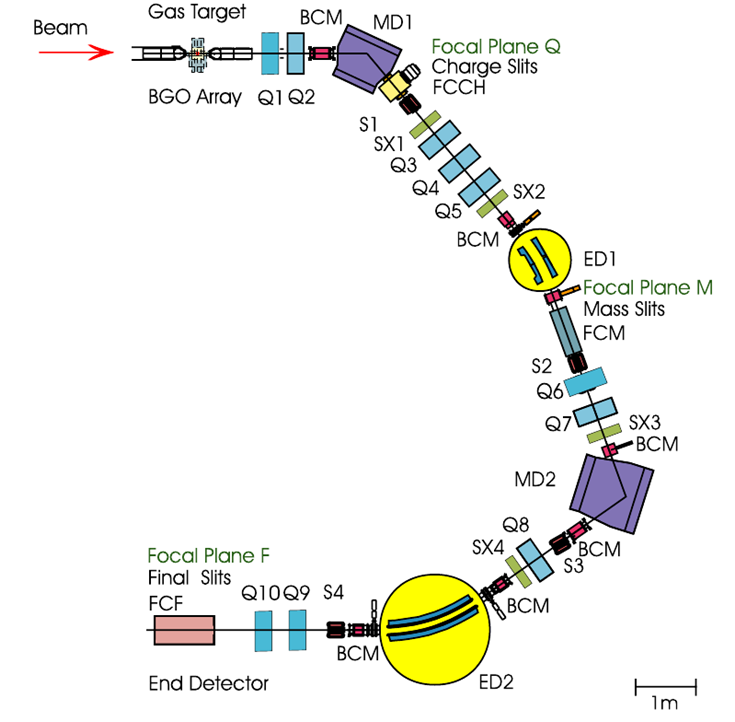 Gas Target
BCM
MD1
Beam
Focal Plane Q
Charge Slits
FCCH
BGO Array
Q1 Q2
S1
SX1
Q3
Q4
SX2
Q5
BCM
ED1
Focal Plane M
Mass Slits
FCM
S2
Q6
Q7
SX3
BCM
MD2
Q8
SX4
BCM
S3
Focal Plane F
Final Slits
FCF
Q10 Q9
S4
BCM
BCM
End Detector
ED2
1m